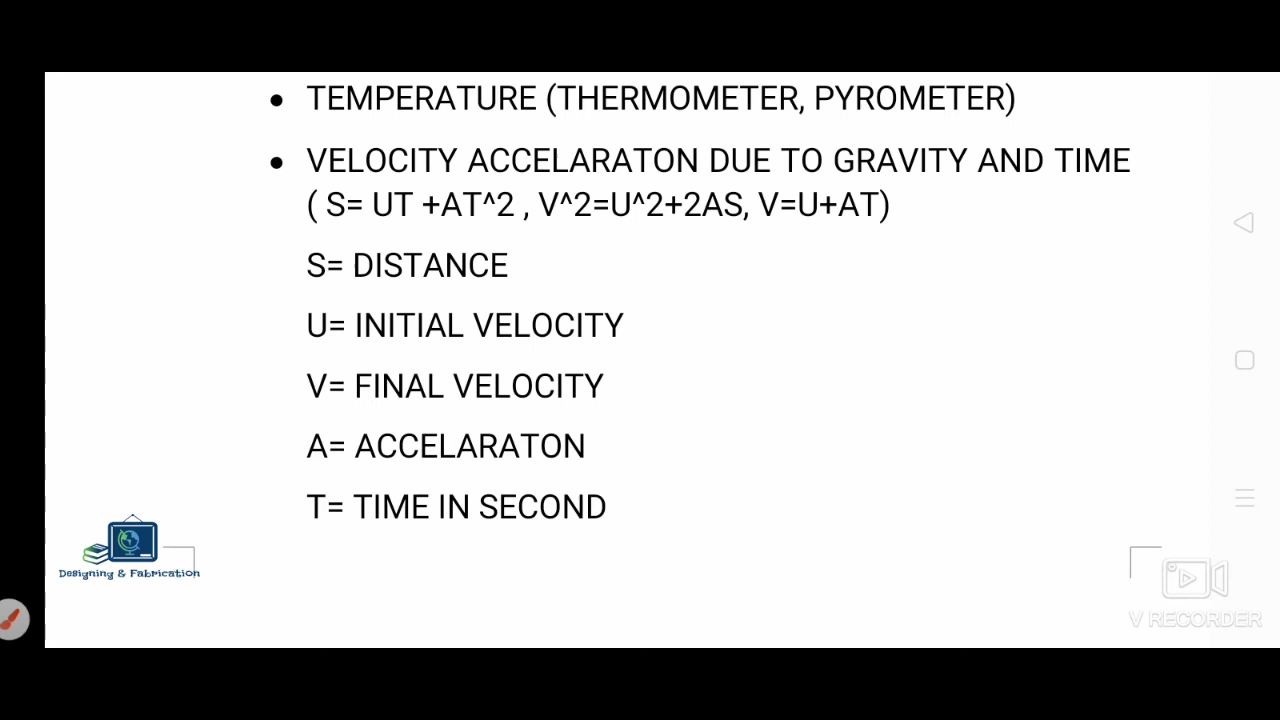 • TEMPERATURE (THERMOMETER, PYROMETER)
• VELOCITY ACCELARATON DUE TO GRAVITY AND TIME
( S= UT +AT^2 , V^2=U^2+2AS, V=U+AT)
S= DISTANCE
U= INITIAL VELOCITY
V= FINAL VELOCITY
A= ACCELARATON
T= TIME IN SECOND
Designing & Fabrication
V RECORDER